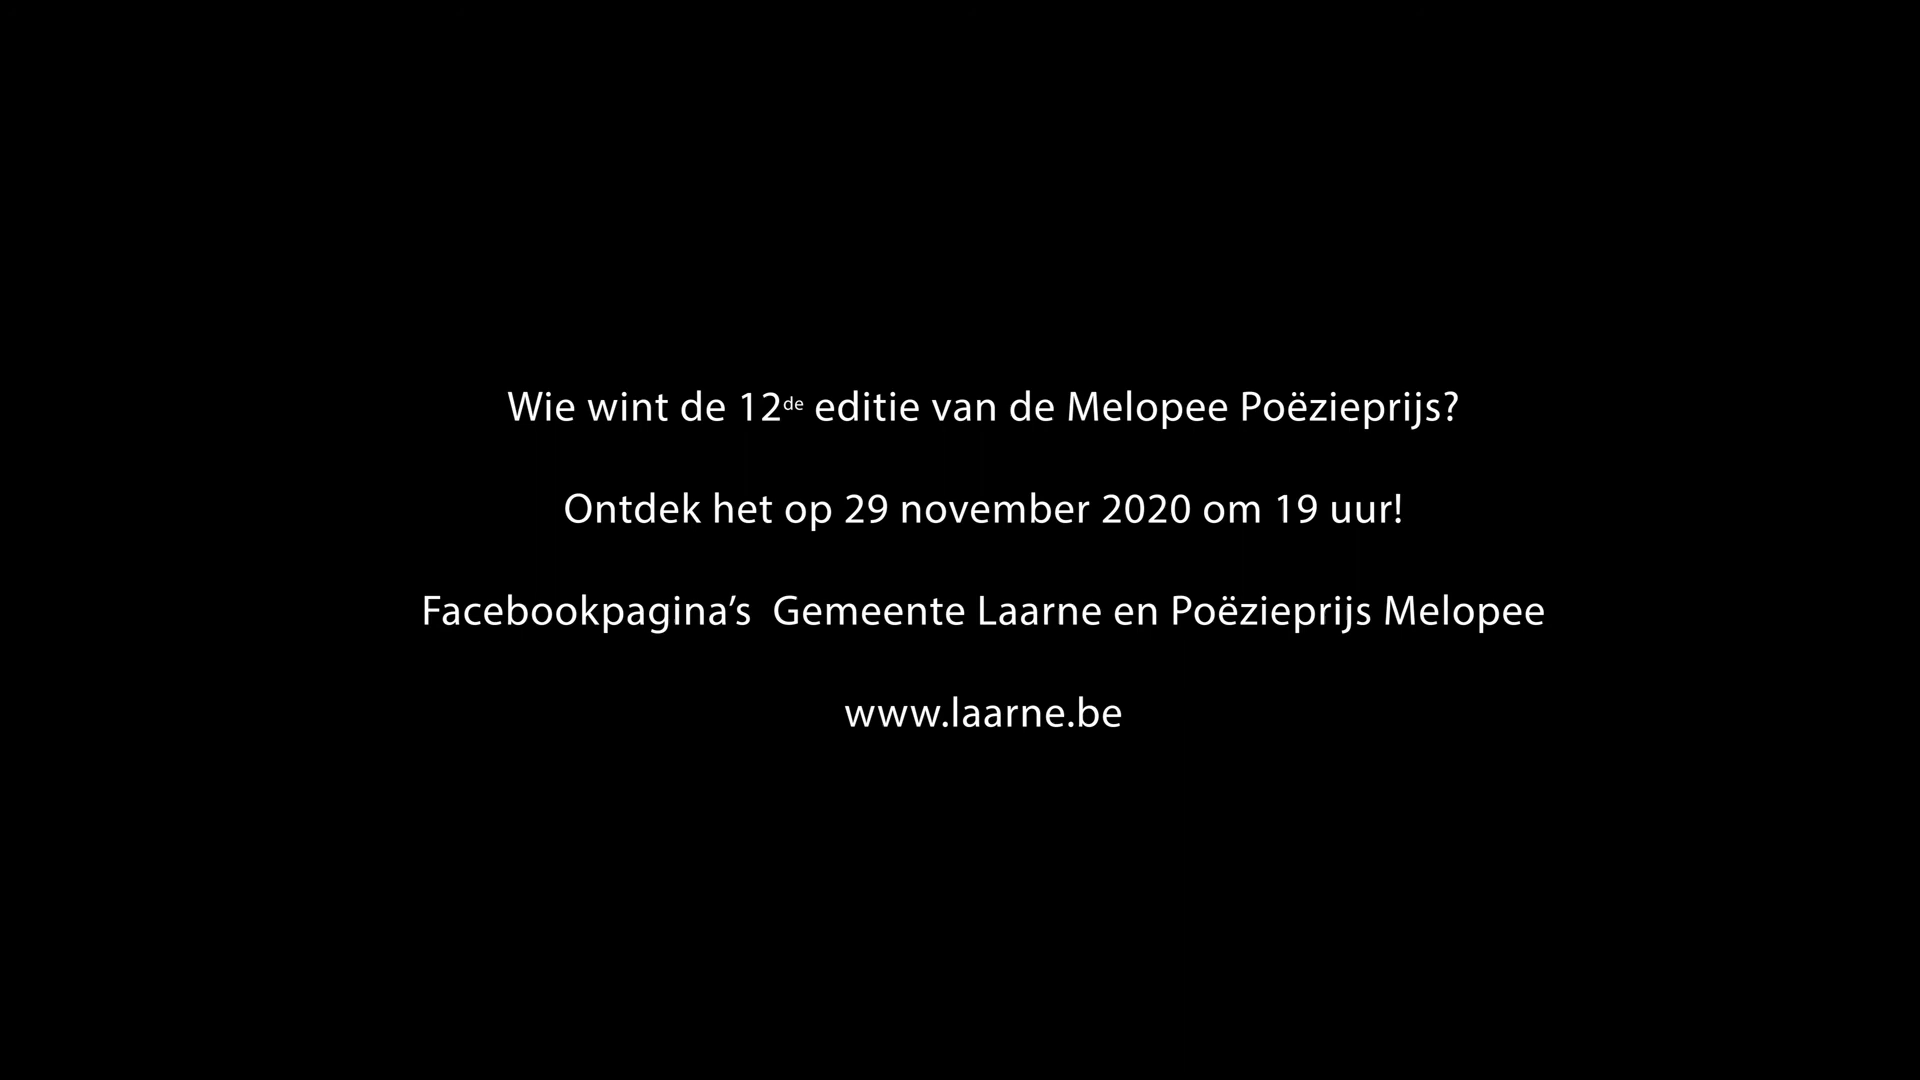 Wie wint de 12de editie van de Melopee Poëzieprijs?
Ontdek het op 29 november 2020 om 19 uur!
Facebookpagina’s  Gemeente Laarne en Poëzieprijs Melopee
www.laarne.be